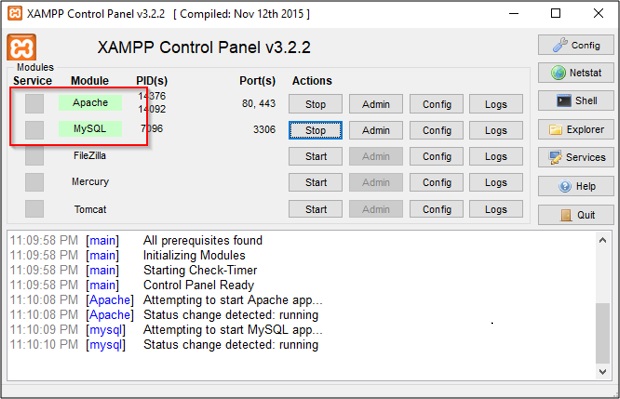 XAMPP Control Panel v3.2.2 [ Compiled: Nov 12th 2015 ]
XAMPP Control Panel v3.2.2
Modules
Service Module PID(s) Port(s) Actions
Apache 14376 14092 80, 443 Stop Admin Config Logs
MySQL 7096 3306 Stop Admin Config Logs
FileZilla Start Admin Config Logs
Mercury Start Admin Config Logs
Tomcat Start Admin Config Logs
Config
Netstat
Shell
Explorer
Services
Help
Quit
11:09:58 PM [main] All prerequisites found
11:09:58 PM [main] Initializing Modules
11:09:58 PM [main] Starting Check-Timer
11:09:58 PM [main] Control Panel Ready
11:10:08 PM [Apache] Attempting to start Apache app...
11:10:08 PM [Apache] Status change detected: running
11:10:09 PM [mysql] Attempting to start MySQL app...
11:10:10 PM [mysql] Status change detected: running